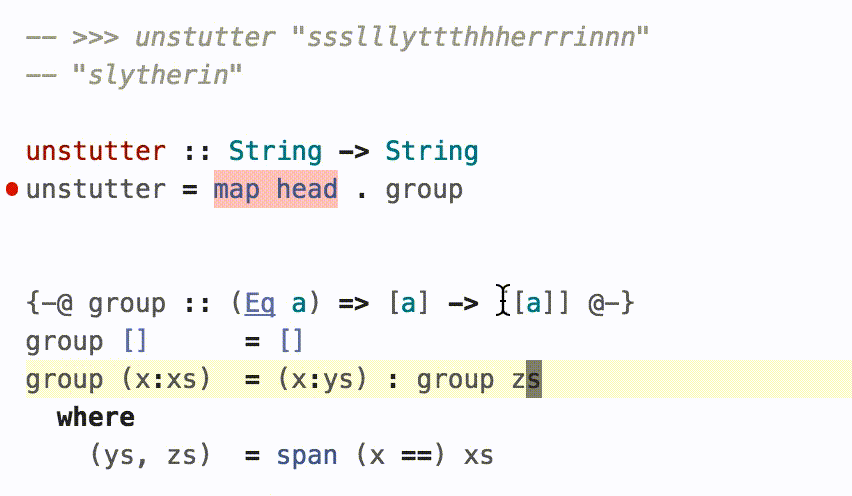 -- >>> unstutter "ssslllyttthhherrrinnn"
-- "slytherin"
unstutter :: String -> String
unstutter = map head . group
{-@ group :: (Eq a) => [a] -> [[a]] @-}
group [] = []
group (x:xs) = (x:ys) : group zs
where
(ys, zs) = span (x ==) xs